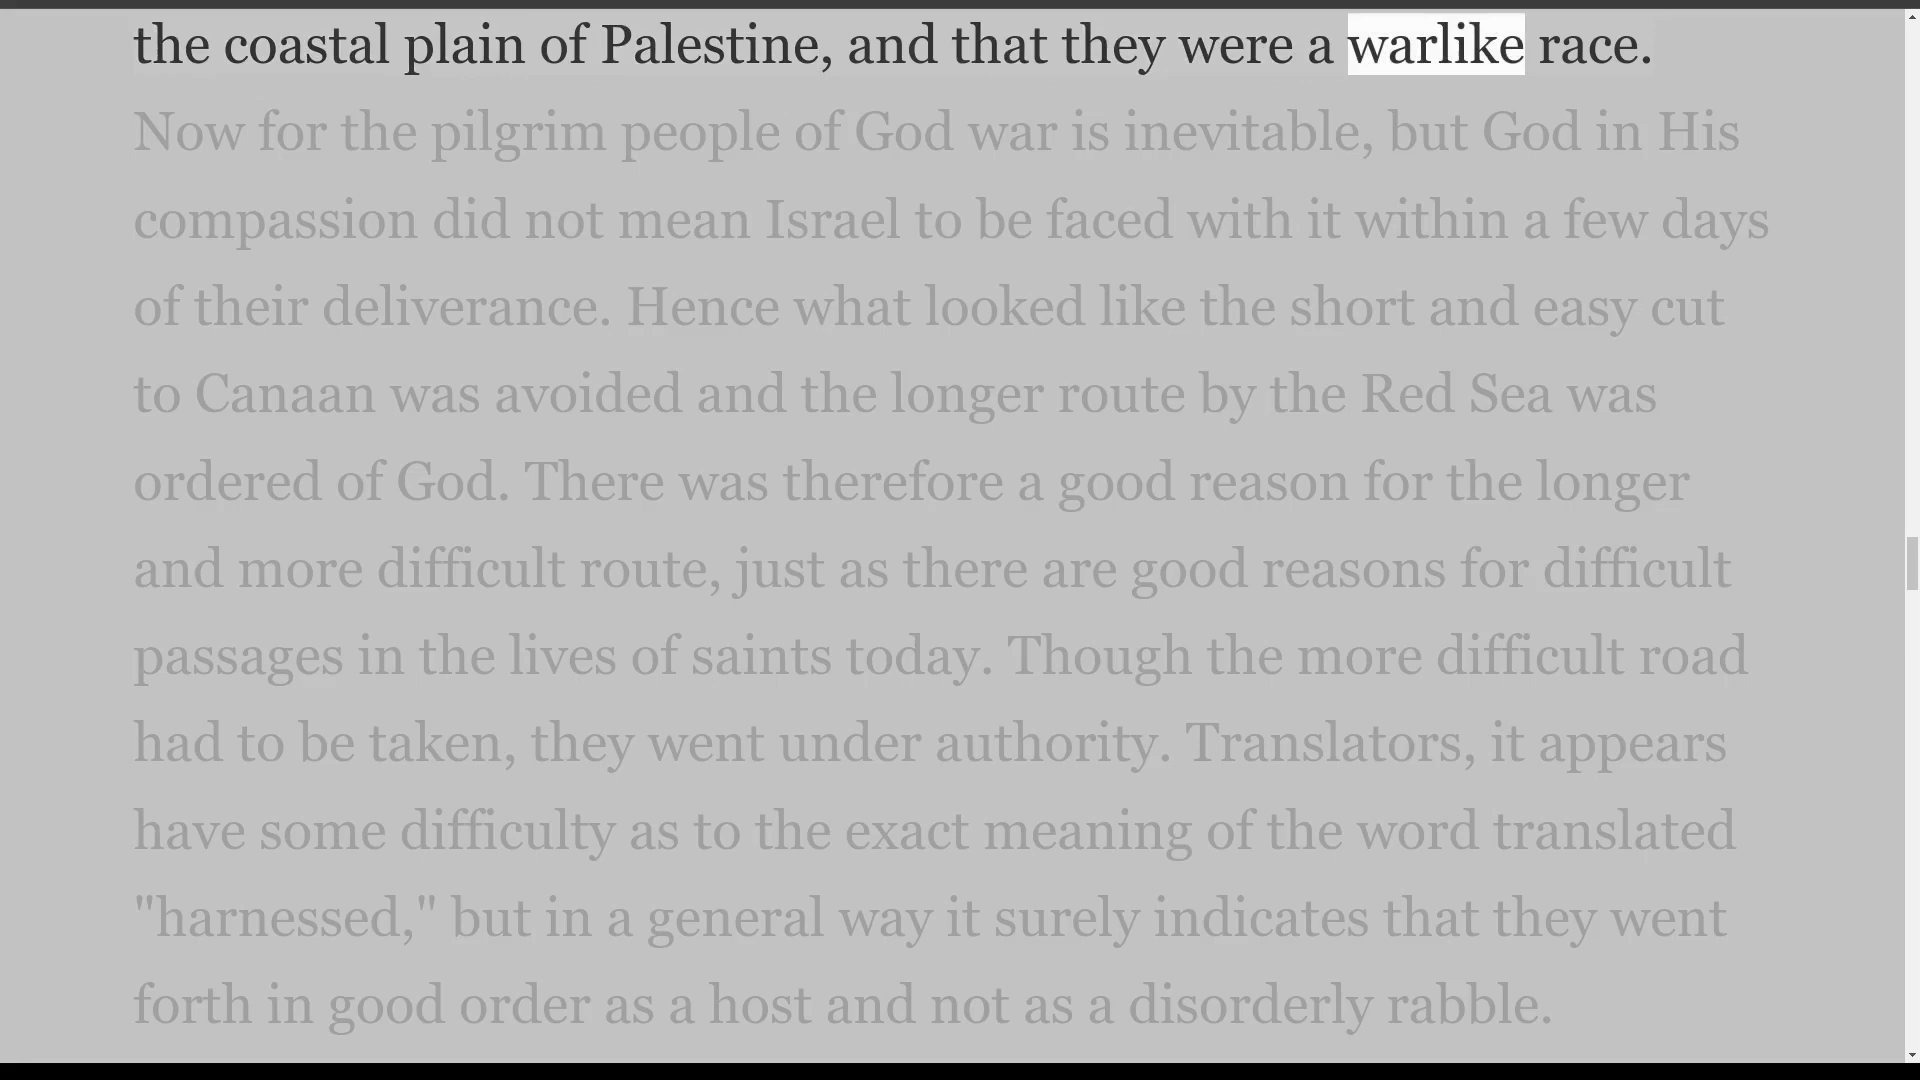 the coastal plain of Palestine, and that they were a warlike race.
Now for the pilgrim people of God war is inevitable, but God in His
compassion did not mean Israel to be faced with it within a few days
of their deliverance. Hence what looked like the short and easy cut
to Canaan was avoided and the longer route by the Red Sea was
ordered of God. There was therefore a good reason for the longer
and more difficult route, just as there are good reasons for difficult
passages in the lives of saints today. Though the more difficult road
had to be taken, they went under authority. Translators, it appears
have some difficulty as to the exact meaning of the word translated
"harnessed," but in a general way it surely indicates that they went
forth in good order as a host and not as a disorderly rabble.